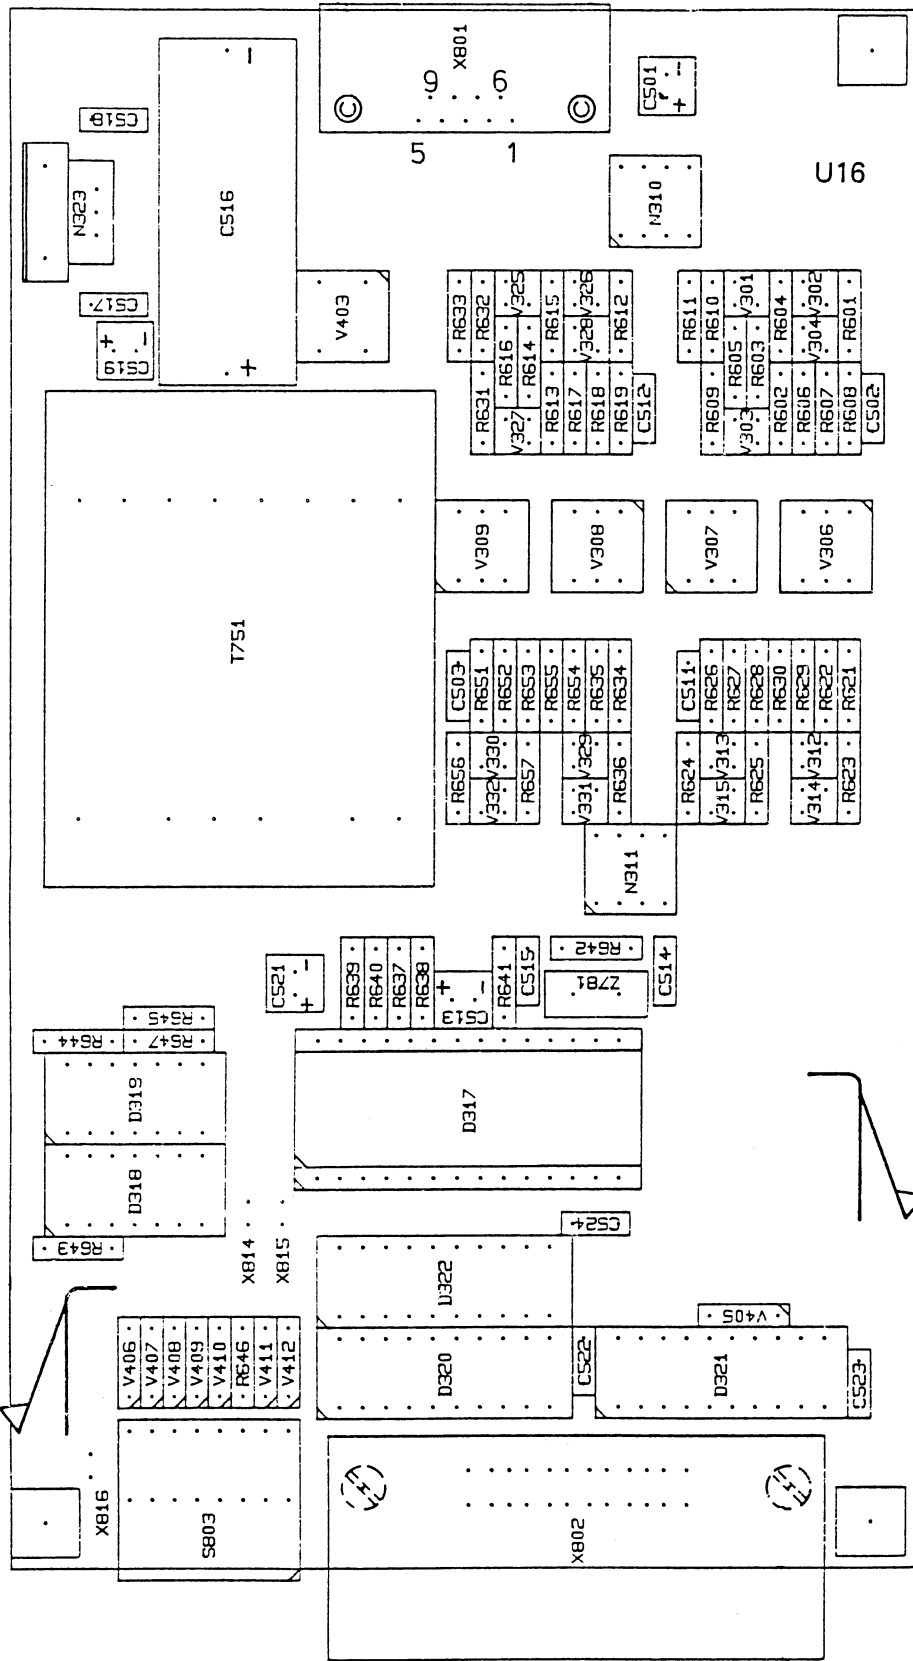 X801
9 6
5 1
C501
+ -
C518
-
C516
+
N323
U16
N310
C517
C519
+ -
V403
R633
R632
V325
R615
V326
R612
R616
R614
V328
R631
V327
R613
R617
R618
R619
C512
R611
R610
V301
R604
V302
R601
R605
R603
V304
R609
V303
R602
R606
R607
R608
C502
T751
V309
V308
V307
V306
C503
R651
R652
R653
R655
R654
R635
R634
C511
R626
R627
R628
R630
R629
R622
R621
R656
V330
V332
R657
V329
V331
R636
R624
V313
V315
R625
V312
V314
R623
N311
C521
+ -
R639
R640
R637
R638
C513
+ -
R641
C515
R642
Z781
C514
R645
R644
R647
D319
D317
D318
R643
X814
X815
C524
D322
V405
V406
V407
V408
V409
V410
R646
V411
V412
D320
C522
D321
C523
X816
S803
X802